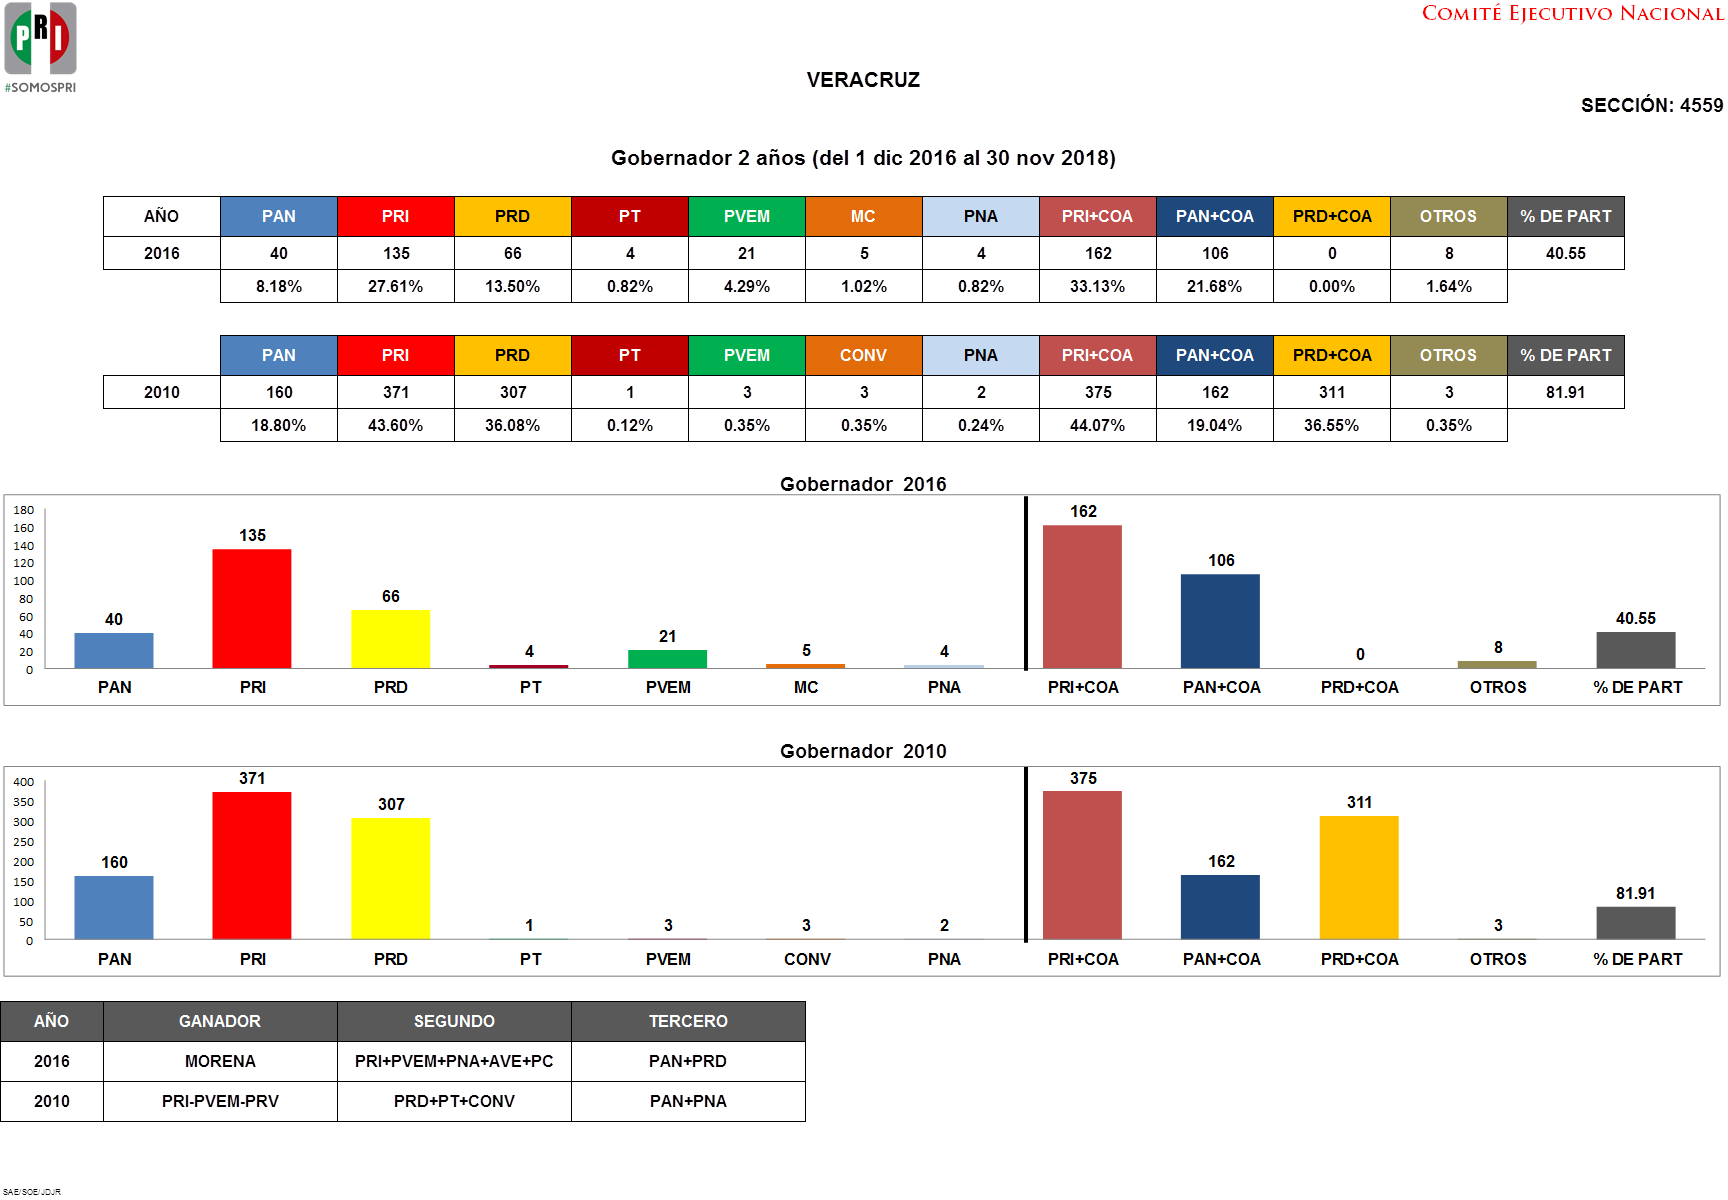 PRI
#SOMOSPRI
COMITÉ EJECUTIVO NACIONAL
VERACRUZ
SECCIÓN: 4559
Gobernador 2 años (del 1 dic 2016 al 30 nov 2018)
AÑO PAN PRI PRD PT PVEM MC PNA PRI+COA PAN+COA PRD+COA OTROS % DE PART
2016 40 135 66 4 21 5 4 162 106 0 8 40.55
8.18% 27.61% 13.50% 0.82% 4.29% 1.02% 0.82% 33.13% 21.68% 0.00% 1.64%
PAN PRI PRD PT PVEM CONV PNA PRI+COA PAN+COA PRD+COA OTROS % DE PART
2010 160 371 307 1 3 3 2 375 162 311 3 81.91
18.80% 43.60% 36.08% 0.12% 0.35% 0.35% 0.24% 44.07% 19.04% 36.55% 0.35%
Gobernador 2016
180
160
140
120
100
80
60
40
20
0
40 135 66 4 21 5 4 162 106 0 8 40.55
PAN PRI PRD PT PVEM MC PNA PRI+COA PAN+COA PRD+COA OTROS % DE PART
Gobernador 2010
400
350
300
250
200
150
100
50
0
160 371 307 1 3 3 2 375 162 311 3 81.91
PAN PRI PRD PT PVEM CONV PNA PRI+COA PAN+COA PRD+COA OTROS % DE PART
AÑO GANADOR SEGUNDO TERCERO
2016 MORENA PRI+PVEM+PNA+AVE+PC PAN+PRD
2010 PRI-PVEM-PRV PRD+PT+CONV PAN+PNA
SAE/SOE/JDJR